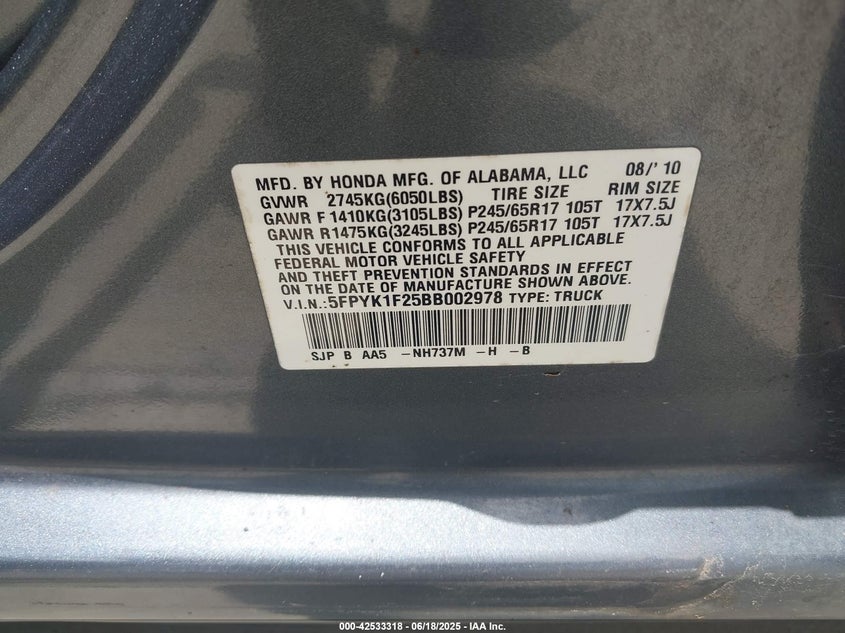 MFD. BY HONDA MFG. OF ALABAMA, LLC 08/' 10
GVWR 2745KG(6050LBS) TIRE SIZE RIM SIZE
GAWR F 1410KG(3105LBS) P245/65R17 105T 17X7.5J
GAWR R1475KG(3245LBS) P245/65R17 105T 17X7.5J
THIS VEHICLE CONFORMS TO ALL APPLICABLE
FEDERAL MOTOR VEHICLE SAFETY
AND THEFT PREVENTION STANDARDS IN EFFECT
ON THE DATE OF MANUFACTURE SHOWN ABOVE.
V.I.N.:5FPYK1F25BB002978 TYPE: TRUCK
SJP B AA5 -NH737M -H -B
000-42533318 - 06/18/2025 - IAA Inc.